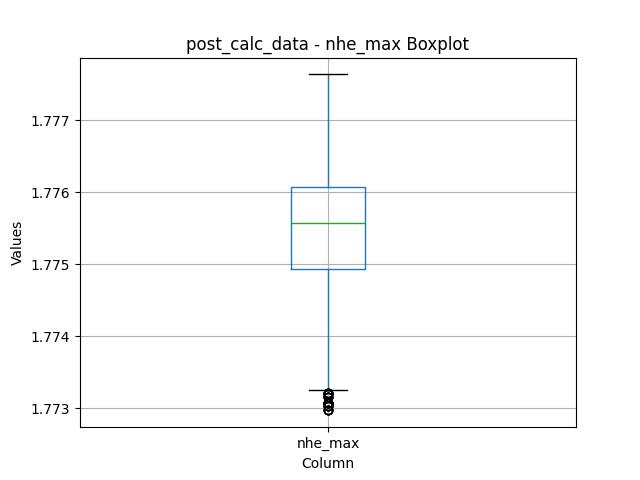 post_calc_data - nhe_max Boxplot
1.777
1.776
1.775
1.774
1.773
Values
nhe_max
Column